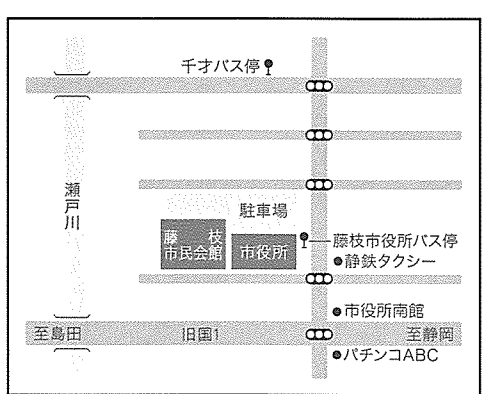 千才バス停
瀬戸川
駐車場
藤枝
市民会館
市役所
藤枝市役所バス停
静鉄タクシー
市役所南館
至島田
旧国1
至静岡
パチンコABC